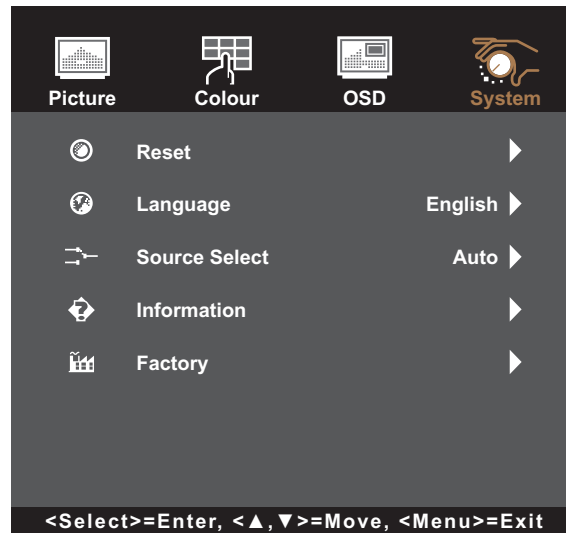 Picture Colour OSD System
Reset
Language English
Source Select Auto
Information
Factory
<Select>=Enter, <▲,▼>=Move, <Menu>=Exit